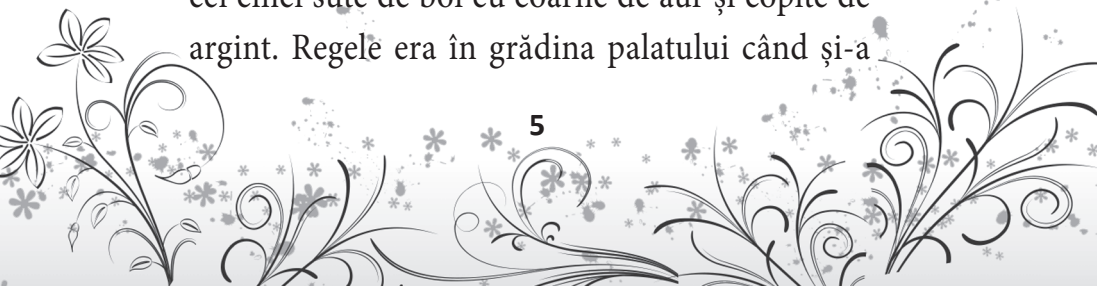 cei cinci sute de boi cu coarne de aur și copite de
argint. Regele era în grădina palatului când și-a
5